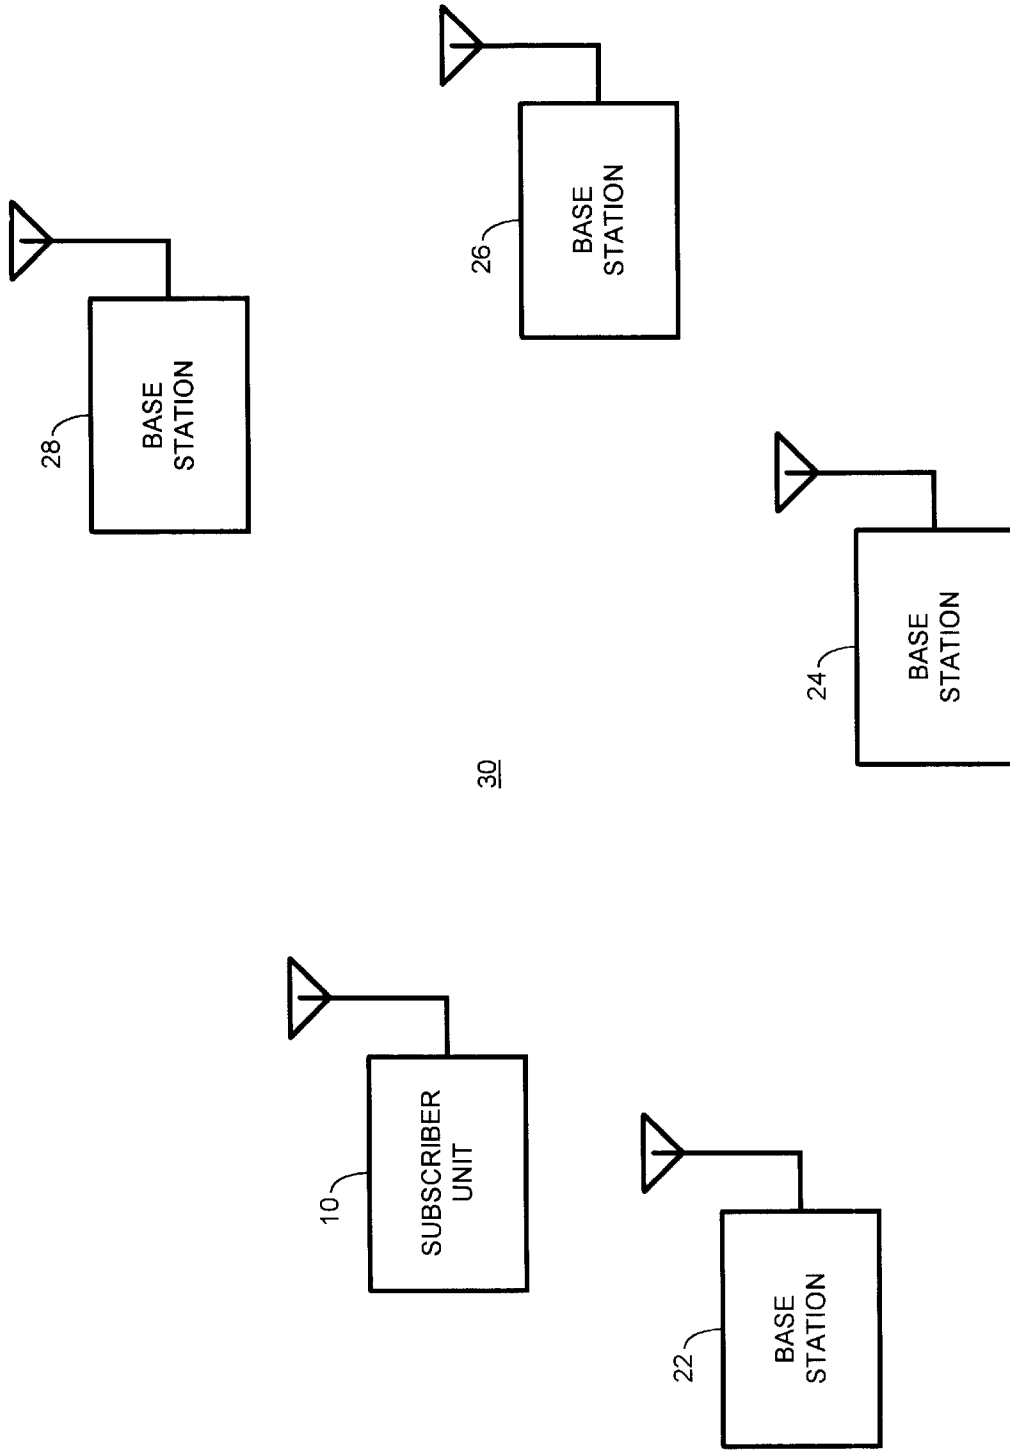 28
BASE
STATION
26
BASE
STATION
24
BASE
STATION
30
10
SUBSCRIBER
UNIT
22
BASE
STATION